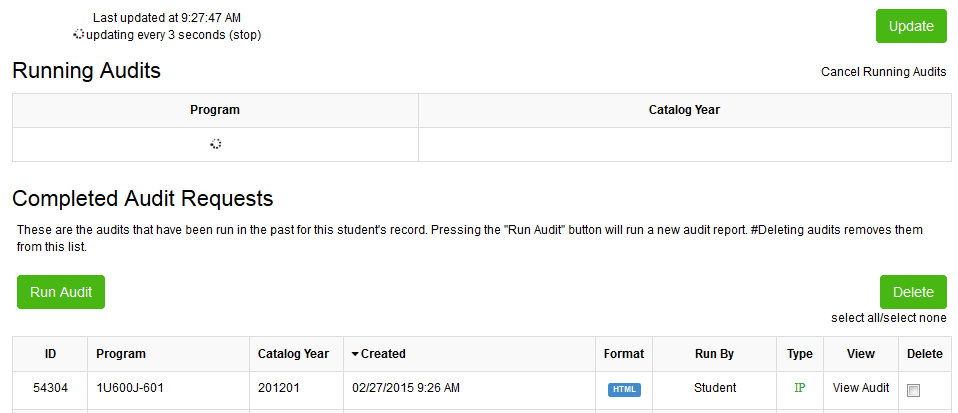 Last updated at 9:27:47 AM
updating every 3 seconds (stop)
Update
Running Audits
Cancel Running Audits
Program Catalog Year
Completed Audit Requests
These are the audits that have been run in the past for this student's record. Pressing the "Run Audit" button will run a new audit report. #Deleting audits removes them
from this list.
Run Audit Delete
select all/select none
ID Program Catalog Year Created Format Run By Type View Delete
54304 1U600J-601 201201 02/27/2015 9:26 AM HTML Student IP View Audit